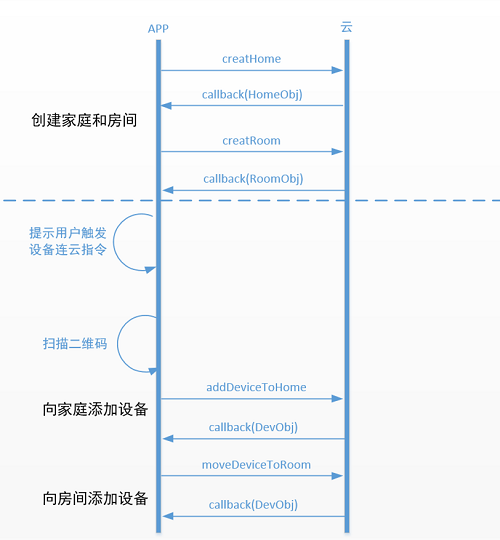 APP
云
creatHome
callback(HomeObj)
创建家庭和房间
creatRoom
callback(RoomObj)
提示用户触发
设备连云指令
扫描二维码
addDeviceToHome
向家庭添加设备
callback(DevObj)
moveDeviceToRoom
向房间添加设备
callback(DevObj)